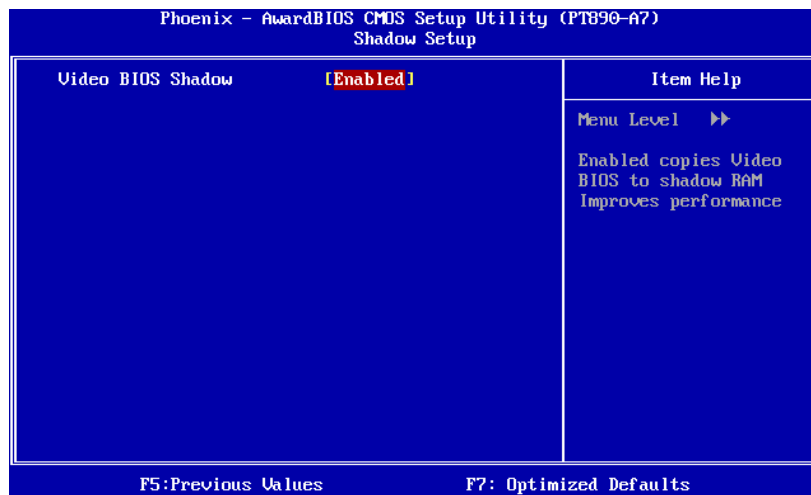 Phoenix - AwardBIOS CMOS Setup Utility (PT890-A7)
Shadow Setup
Video BIOS Shadow [Enabled]
Item Help
Menu Level ▶▶
Enabled copies Video
BIOS to shadow RAM
Improves performance
F5:Previous Values F7: Optimized Defaults